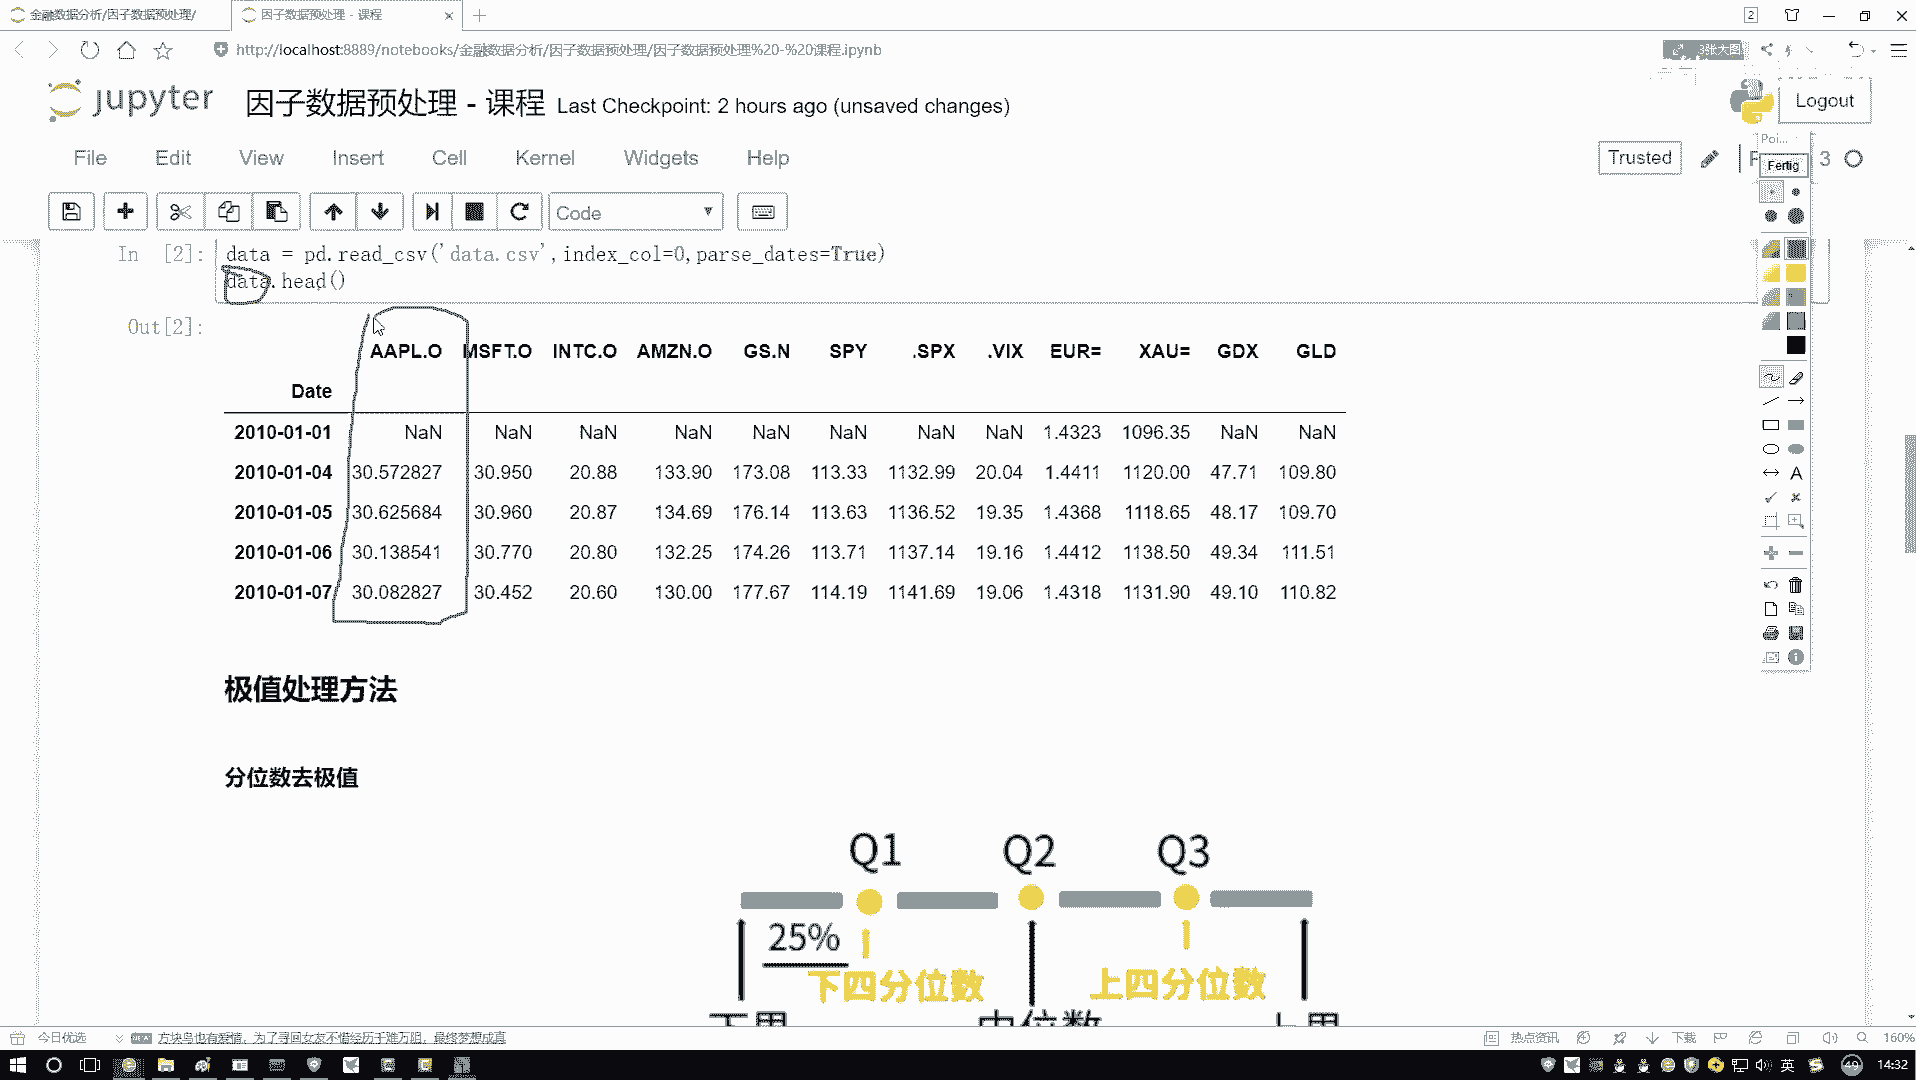 金融数据分析/因子数据预处理/
因子数据预处理 - 课程
2
http://localhost:8889/notebooks/金融数据分析/因子数据预处理/因子数据预处理%20-%20课程.ipynb
3张大图
jupyter 因子数据预处理 - 课程 Last Checkpoint: 2 hours ago (unsaved changes)
Logout
File Edit View Insert Cell Kernel Widgets Help
Trusted
3
Poi...
Fertig
Code
In [2]: data = pd.read_csv('data.csv',index_col=0,parse_dates=True)
data.head()
Out[2]:
AAPL.O MSFT.O INTC.O AMZN.O GS.N SPY .SPX .VIX EUR= XAU= GDX GLD
Date
2010-01-01 NaN NaN NaN NaN NaN NaN NaN NaN 1.4323 1096.35 NaN NaN
2010-01-04 30.572827 30.950 20.88 133.90 173.08 113.33 1132.99 20.04 1.4411 1120.00 47.71 109.80
2010-01-05 30.625684 30.960 20.87 134.69 176.14 113.63 1136.52 19.35 1.4368 1118.65 48.17 109.70
2010-01-06 30.138541 30.770 20.80 132.25 174.26 113.71 1137.14 19.16 1.4412 1138.50 49.34 111.51
2010-01-07 30.082827 30.452 20.60 130.00 177.67 114.19 1141.69 19.06 1.4318 1131.90 49.10 110.82
极值处理方法
分位数去极值
Q1 Q2 Q3
25%
下四分位数 上四分位数
中位数
今日优选 方块鸟也有爱情，为了寻回女友不惜经历千难万阻，最终梦想成真
热点资讯 下载 160%
英 49 14:32